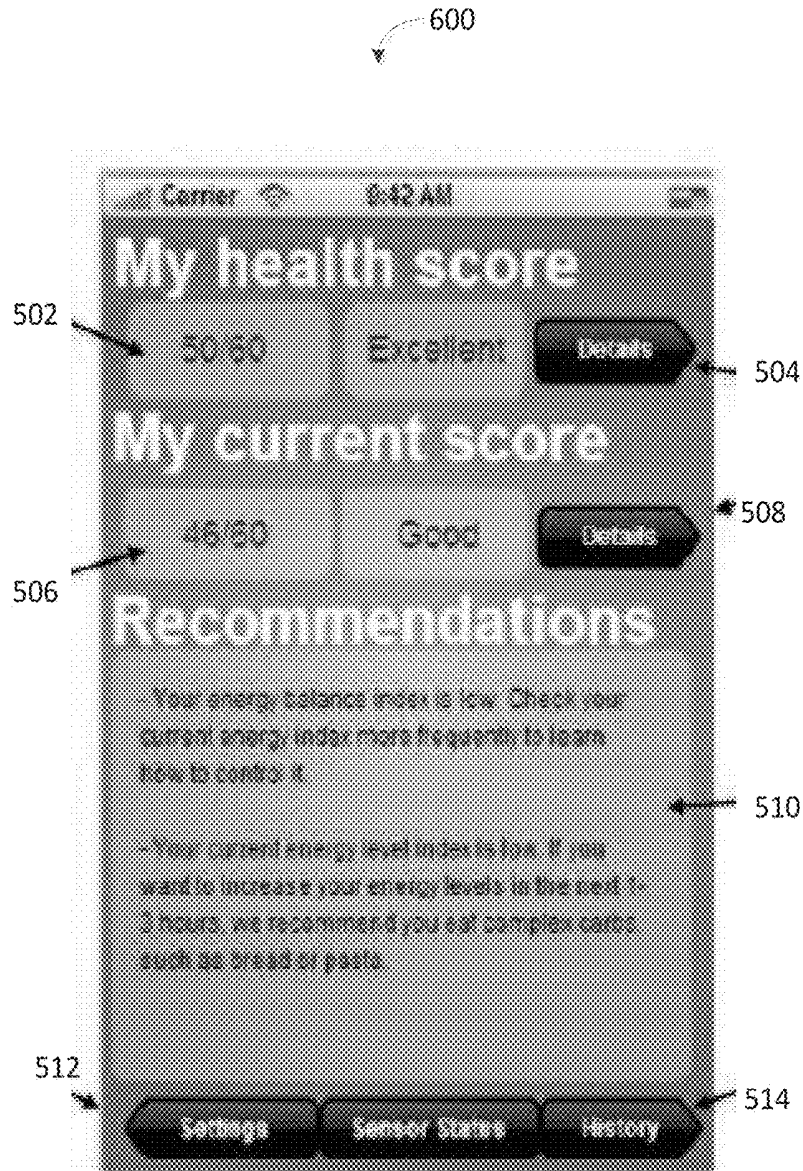 600
Carrier 9:42 AM
My health score
502
50/60 Excellent Details
504
My current score
508
46/60 Good Details
506
Recommendations
- Your energy balance index is low. Check your
current energy index more frequently to learn
how to control it.
510
- Your current energy level index is low. If you
want to increase your energy levels in the next 1-
3 hours, we recommend you eat complex carbs,
such as bread or pasta.
512
514
Settings Sensor Status History